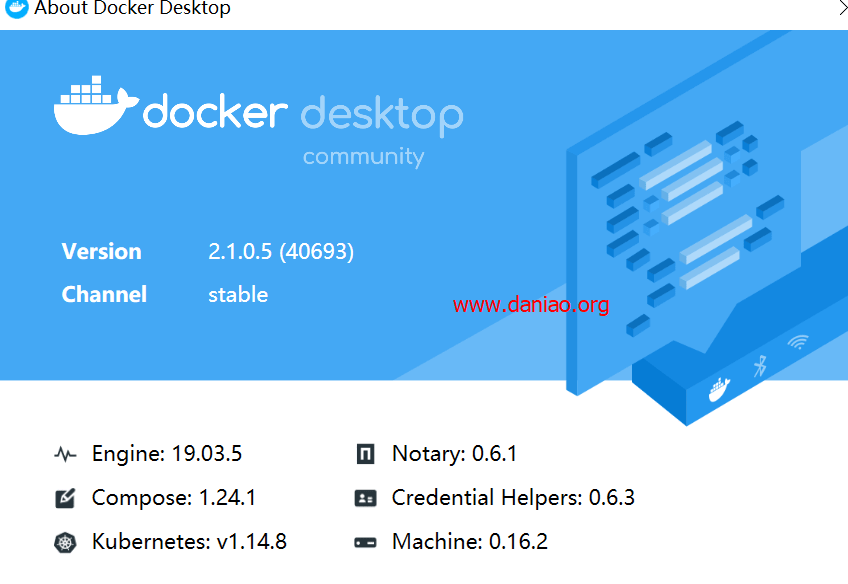 About Docker Desktop
docker desktop
community
Version 2.1.0.5 (40693)
Channel stable
www.daniao.org
Engine: 19.03.5
Notary: 0.6.1
Compose: 1.24.1
Credential Helpers: 0.6.3
Kubernetes: v1.14.8
Machine: 0.16.2